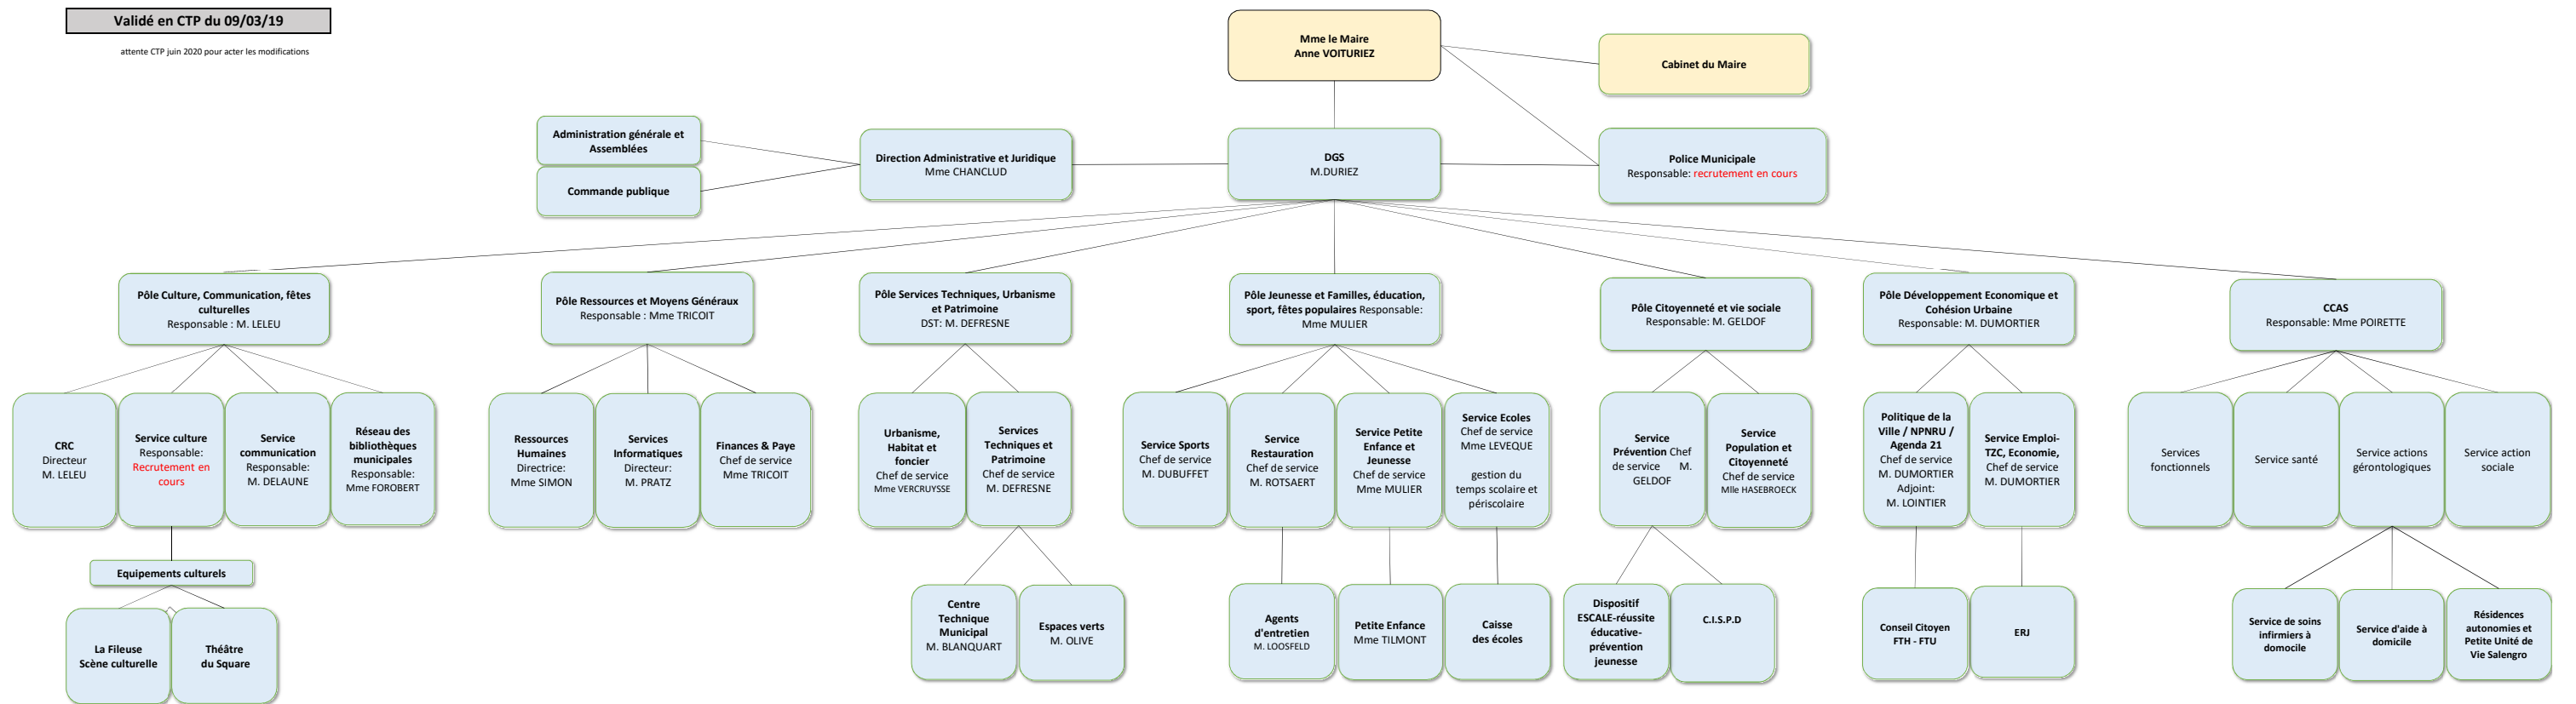 Validé en CTP du 09/03/19
attente CTP juin 2020 pour acter les modifications
Mme le Maire
Anne VOITURIEZ
Cabinet du Maire
Administration générale et
Assemblées
Commande publique
Direction Administrative et Juridique
Mme CHANCLUD
DGS
M.DURIEZ
Police Municipale
Responsable: recrutement en cours
Pôle Culture, Communication, fêtes
culturelles
Responsable : M. LELEU
Pôle Ressources et Moyens Généraux
Responsable : Mme TRICOIT
Pôle Services Techniques, Urbanisme
et Patrimoine
DST: M. DEFRESNE
Pôle Jeunesse et Familles, éducation,
sport, fêtes populaires Responsable:
Mme MULIER
Pôle Citoyenneté et vie sociale
Responsable: M. GELDOF
Pôle Développement Economique et
Cohésion Urbaine
Responsable: M. DUMORTIER
CCAS
Responsable: Mme POIRETTE
CRC
Directeur
M. LELEU
Service culture
Responsable:
Recrutement en
cours
Service
communication
Responsable:
M. DELAUNE
Réseau des
bibliothèques
municipales
Responsable:
Mme FOROBERT
Ressources
Humaines
Directrice:
Mme SIMON
Services
Informatiques
Directeur:
M. PRATZ
Finances & Paye
Chef de service
Mme TRICOIT
Urbanisme,
Habitat et
foncier
Chef de service
Mme VERCRUYSSE
Services
Techniques et
Patrimoine
Chef de service
M. DEFRESNE
Service Sports
Chef de service
M. DUBUFFET
Service
Restauration
Chef de service
M. ROTSAERT
Service Petite
Enfance et
Jeunesse
Chef de service
Mme MULIER
Service Ecoles
Chef de service
Mme LEVEQUE
gestion du
temps scolaire et
périscolaire
Service
Prévention Chef
de service M.
GELDOF
Service
Population et
Citoyenneté
Chef de service
Mlle HASEBROECK
Politique de la
Ville / NPNRU /
Agenda 21
Chef de service
M. DUMORTIER
Adjoint:
M. LOINTIER
Service Emploi-
TZC, Economie,
Chef de service
M. DUMORTIER
Services
fonctionnels
Service santé
Service actions
gérontologiques
Service action
sociale
Equipements culturels
La Fileuse
Scène culturelle
Théâtre
du Square
Centre
Technique
Municipal
M. BLANQUART
Espaces verts
M. OLIVE
Agents
d'entretien
M. LOOSFELD
Petite Enfance
Mme TILMONT
Caisse
des écoles
Dispositif
ESCALE-réussite
éducative-
prévention
jeunesse
C.I.S.P.D
Conseil Citoyen
FTH - FTU
ERJ
Service de soins
infirmiers à
domocile
Service d'aide à
domicile
Résidences
autonomies et
Petite Unité de
Vie Salengro